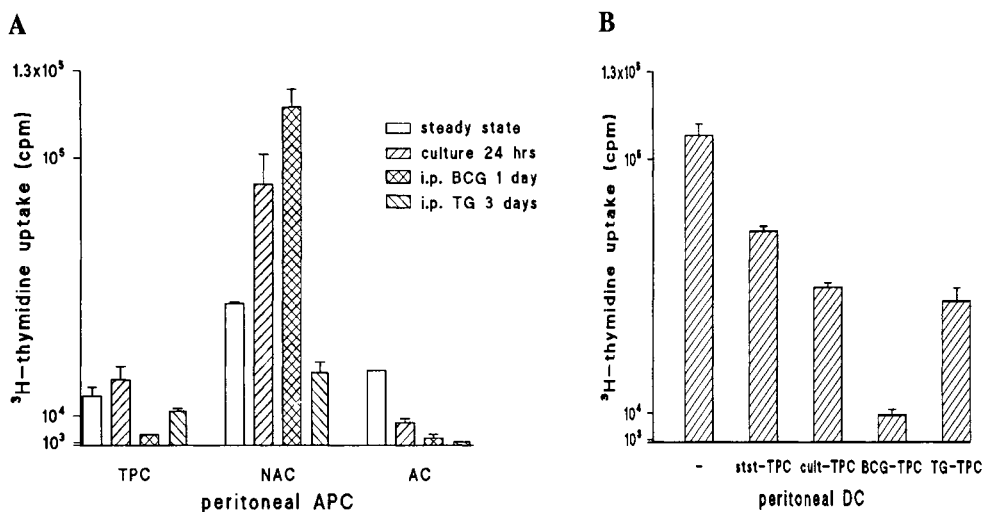 A
³H-thymidine uptake (cpm)
1.3x10⁵
10⁵
10⁴
10³
steady state
culture 24 hrs
i.p. BCG 1 day
i.p. TG 3 days
TPC NAC AC
peritoneal APC
B
³H-thymidine uptake (cpm)
1.3x10⁵
10⁵
10⁴
10³
- stst-TPC cult-TPC BCG-TPC TG-TPC
peritoneal DC